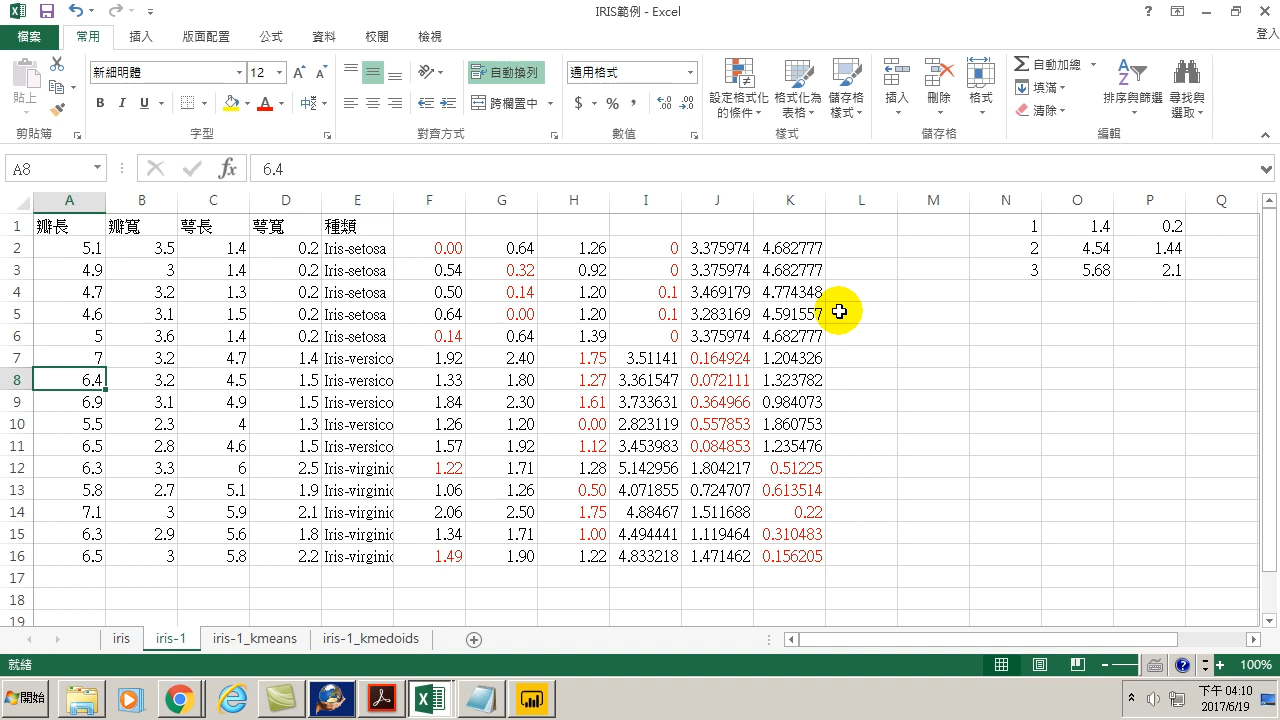 IRIS範例 - Excel
檔案 常用 插入 版面配置 公式 資料 校閱 檢視 登入
貼上 新細明體 12 自動換列 通用格式 設定格式化的條件 格式化為表格 儲存格樣式 插入 刪除 格式 自動加總 填滿 清除 排序與篩選 尋找與選取
B I U 跨欄置中 $ % ,
剪貼簿 字型 對齊方式 數值 樣式 儲存格 編輯
A8 fx 6.4
A B C D E F G H I J K L M N O P Q
1 瓣長 瓣寬 萼長 萼寬 種類 1 1.4 0.2
2 5.1 3.5 1.4 0.2 Iris-setosa 0.00 0.64 1.26 0 3.375974 4.682777 2 4.54 1.44
3 4.9 3 1.4 0.2 Iris-setosa 0.54 0.32 0.92 0 3.375974 4.682777 3 5.68 2.1
4 4.7 3.2 1.3 0.2 Iris-setosa 0.50 0.14 1.20 0.1 3.469179 4.774348
5 4.6 3.1 1.5 0.2 Iris-setosa 0.64 0.00 1.20 0.1 3.283169 4.591557
6 5 3.6 1.4 0.2 Iris-setosa 0.14 0.64 1.39 0 3.375974 4.682777
7 7 3.2 4.7 1.4 Iris-versico 1.92 2.40 1.75 3.51141 0.164924 1.204326
8 6.4 3.2 4.5 1.5 Iris-versico 1.33 1.80 1.27 3.361547 0.072111 1.323782
9 6.9 3.1 4.9 1.5 Iris-versico 1.84 2.30 1.61 3.733631 0.364966 0.984073
10 5.5 2.3 4 1.3 Iris-versico 1.26 1.20 0.00 2.823119 0.557853 1.860753
11 6.5 2.8 4.6 1.5 Iris-versico 1.57 1.92 1.12 3.453983 0.084853 1.235476
12 6.3 3.3 6 2.5 Iris-virginic 1.22 1.71 1.28 5.142956 1.804217 0.51225
13 5.8 2.7 5.1 1.9 Iris-virginic 1.06 1.26 0.50 4.071855 0.724707 0.613514
14 7.1 3 5.9 2.1 Iris-virginic 2.06 2.50 1.75 4.88467 1.511688 0.22
15 6.3 2.9 5.6 1.8 Iris-virginic 1.34 1.71 1.00 4.494441 1.119464 0.310483
16 6.5 3 5.8 2.2 Iris-virginic 1.49 1.90 1.22 4.833218 1.471462 0.156205
17
18
19
iris iris-1 iris-1_kmeans iris-1_kmedoids
就緒 100%
開始 下午 04:10
2017/6/19